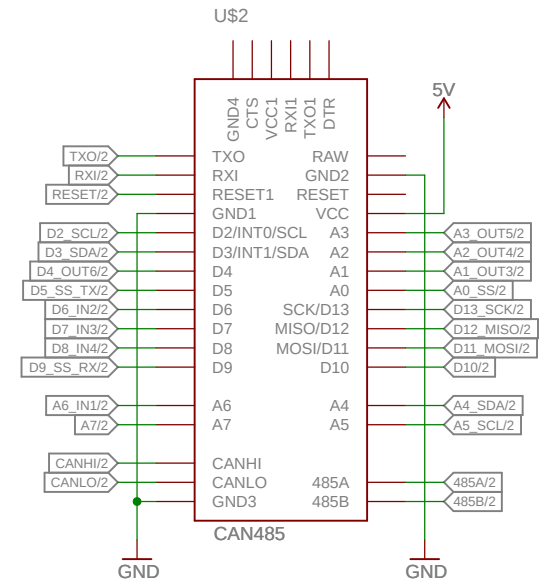 U$2
5V
GND4
CTS
VCC1
RXI1
TXO1
DTR
TXO/2 TXO RAW
RXI/2 RXI GND2
RESET/2 RESET1 RESET
GND1 VCC
D2_SCL/2 D2/INT0/SCL A3 A3_OUT5/2
D3_SDA/2 D3/INT1/SDA A2 A2_OUT4/2
D4_OUT6/2 D4 A1 A1_OUT3/2
D5_SS_TX/2 D5 A0 A0_SS/2
D6_IN2/2 D6 SCK/D13 D13_SCK/2
D7_IN3/2 D7 MISO/D12 D12_MISO/2
D8_IN4/2 D8 MOSI/D11 D11_MOSI/2
D9_SS_RX/2 D9 D10 D10/2
A6_IN1/2 A6 A4 A4_SDA/2
A7/2 A7 A5 A5_SCL/2
CANHI/2 CANHI
CANLO/2 CANLO 485A 485A/2
GND3 485B 485B/2
CAN485
GND GND